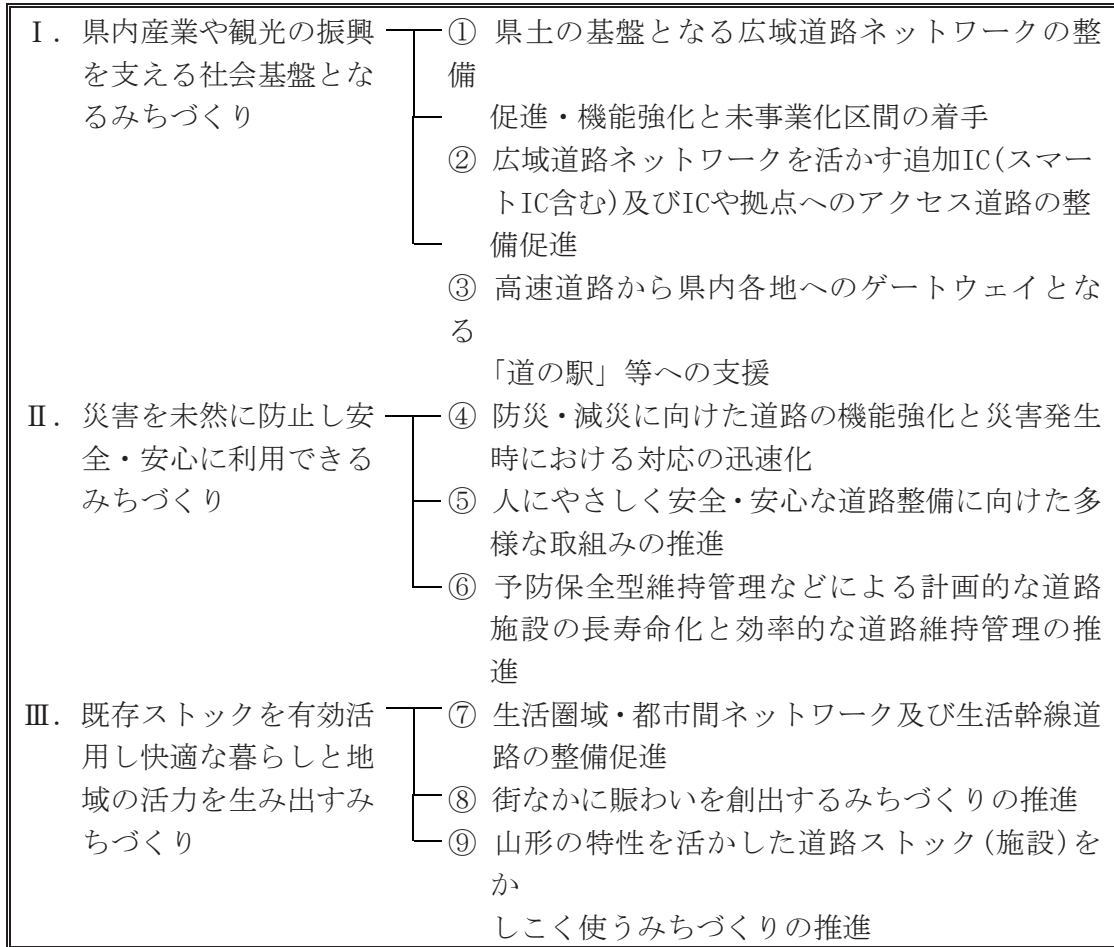 Ⅰ. 県内産業や観光の振興
を支える社会基盤とな
るみちづくり
① 県土の基盤となる広域道路ネットワークの整
備
促進・機能強化と未事業化区間の着手
② 広域道路ネットワークを活かす追加IC(スマー
トIC含む)及びICや拠点へのアクセス道路の整
備促進
③ 高速道路から県内各地へのゲートウェイとな
る
「道の駅」等への支援
Ⅱ. 災害を未然に防止し安
全・安心に利用できる
みちづくり
④ 防災・減災に向けた道路の機能強化と災害発生
時における対応の迅速化
⑤ 人にやさしく安全・安心な道路整備に向けた多
様な取組みの推進
⑥ 予防保全型維持管理などによる計画的な道路
施設の長寿命化と効率的な道路維持管理の推
進
Ⅲ. 既存ストックを有効活
用し快適な暮らしと地
域の活力を生み出すみ
ちづくり
⑦ 生活圏域・都市間ネットワーク及び生活幹線道
路の整備促進
⑧ 街なかに賑わいを創出するみちづくりの推進
⑨ 山形の特性を活かした道路ストック(施設)を
か
しこく使うみちづくりの推進